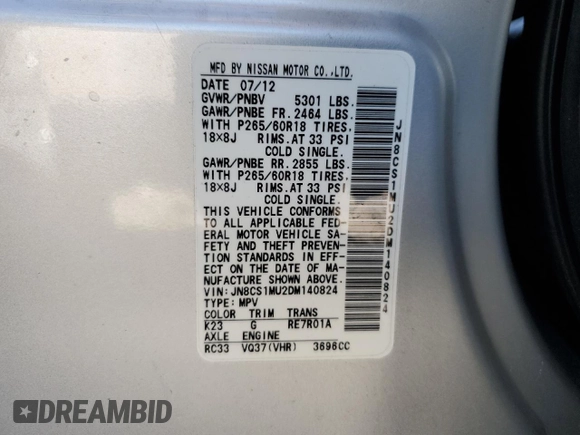 MFD BY NISSAN MOTOR CO.,LTD.
DATE 07/12
GVWR/PNBV 5301 LBS.
GAWR/PNBE FR. 2464 LBS.
WITH P265/60R18 TIRES.
18×8J RIMS.AT 33 PSI
COLD SINGLE.
GAWR/PNBE RR. 2855 LBS.
WITH P265/60R18 TIRES.
18×8J RIMS.AT 33 PSI
COLD SINGLE.
THIS VEHICLE CONFORMS
TO ALL APPLICABLE FED-
ERAL MOTOR VEHICLE SA-
FETY AND THEFT PREVEN-
TION STANDARDS IN EFF-
ECT ON THE DATE OF MA-
NUFACTURE SHOWN ABOVE.
VIN: JN8CS1MU2DM140824
TYPE: MPV
COLOR TRIM TRANS
K23 G RE7R01A
AXLE ENGINE
RC33 VQ37(VHR) 3696CC
JN8CS1MU2DM140824
DREAMBID
DREAMBID